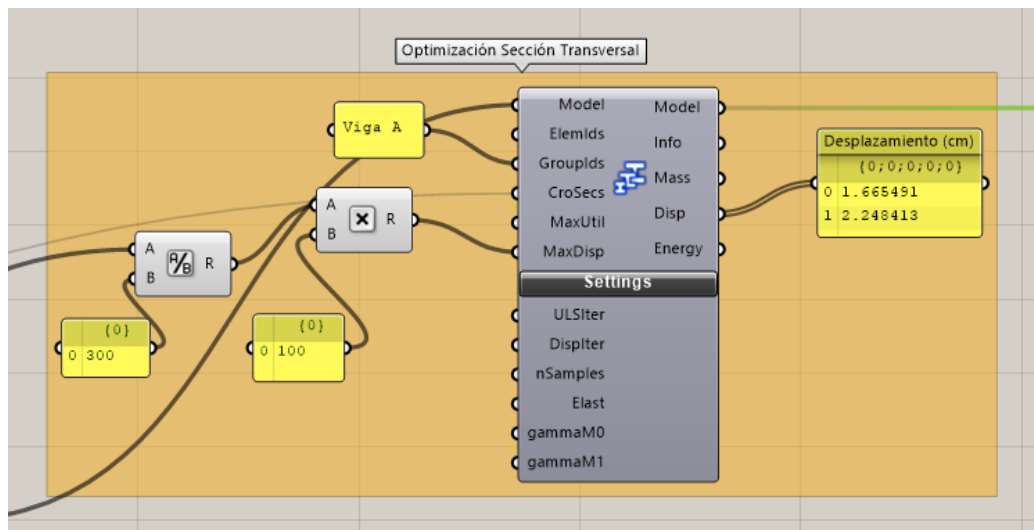 Optimización Sección Transversal
Viga A
A
B
R
{0}
0 300
A
B
R
{0}
0 100
Model
ElemIds
GroupIds
CroSecs
MaxUtil
MaxDisp
Model
Info
Mass
Disp
Energy
Settings
ULSIter
DispIter
nSamples
Elast
gammaM0
gammaM1
Desplazamiento (cm)
{0;0;0;0;0}
0 1.665491
1 2.248413